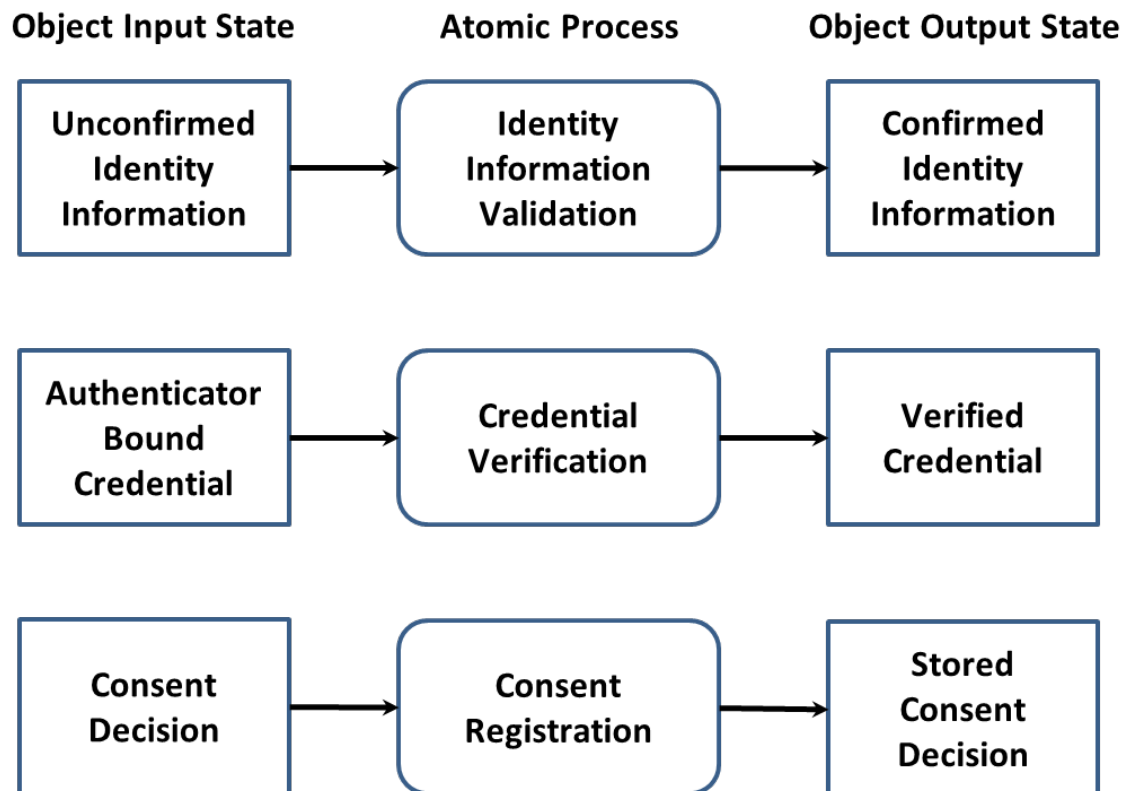 Object Input State
Atomic Process
Object Output State
Unconfirmed
Identity
Information
Identity
Information
Validation
Confirmed
Identity
Information
Authenticator
Bound
Credential
Credential
Verification
Verified
Credential
Consent
Decision
Consent
Registration
Stored
Consent
Decision